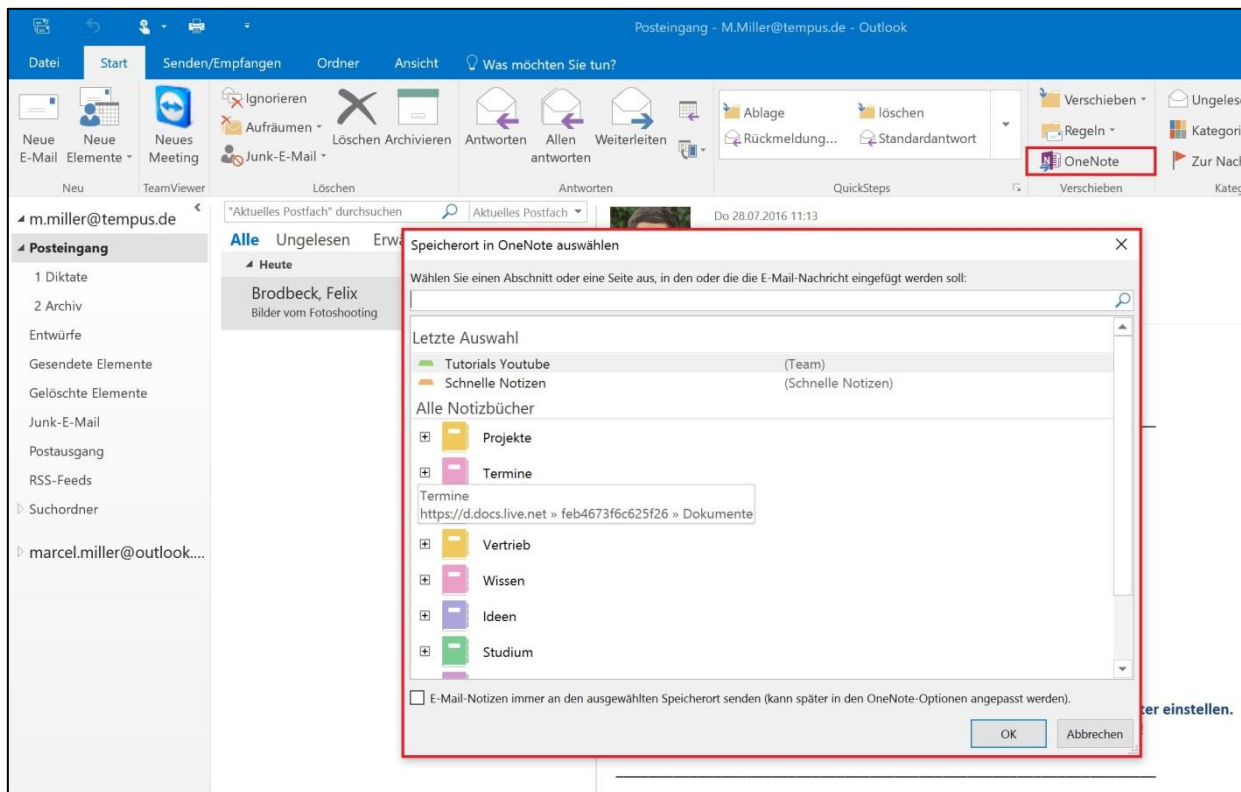 Posteingang - M.Miller@tempus.de - Outlook
Datei Start Senden/Empfangen Ordner Ansicht Was möchten Sie tun?
Neue E-Mail
Neue Elemente
Neues Meeting
Ignorieren
Aufräumen
Junk-E-Mail
Löschen
Archivieren
Antworten
Allen antworten
Weiterleiten
Ablage
Rückmeldung...
löschen
Standardantwort
Verschieben
Regeln
OneNote
Neu TeamViewer Löschen Antworten QuickSteps Verschieben
m.miller@tempus.de
Posteingang
1 Diktate
2 Archiv
Entwürfe
Gesendete Elemente
Gelöschte Elemente
Junk-E-Mail
Postausgang
RSS-Feeds
Suchordner
marcel.miller@outlook....
"Aktuelles Postfach" durchsuchen Aktuelles Postfach
Alle Ungelesen
Heute
Brodbeck, Felix
Bilder vom Fotoshooting
Do 28.07.2016 11:13
Speicherort in OneNote auswählen
Wählen Sie einen Abschnitt oder eine Seite aus, in den oder die die E-Mail-Nachricht eingefügt werden soll:
Letzte Auswahl
Tutorials Youtube (Team)
Schnelle Notizen (Schnelle Notizen)
Alle Notizbücher
Projekte
Termine
Termine
https://d.docs.live.net » feb4673f6c625f26 » Dokumente
Vertrieb
Wissen
Ideen
Studium
E-Mail-Notizen immer an den ausgewählten Speicherort senden (kann später in den OneNote-Optionen angepasst werden).
OK Abbrechen
einstellen.